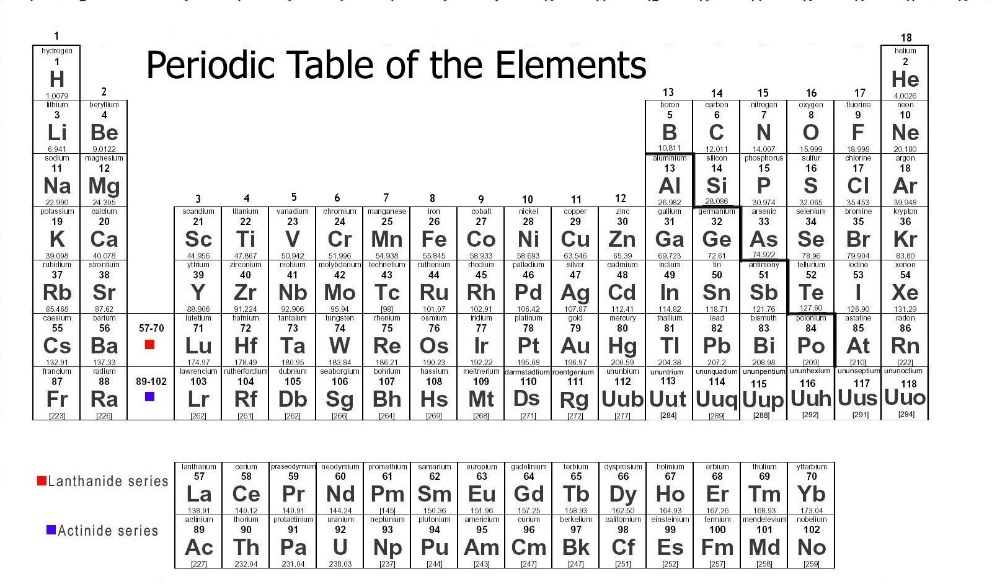 1 18
hydrogen helium
1 2
H Periodic Table of the Elements He
1.0079 2 13 14 15 16 17 4.0026
lithium beryllium boron carbon nitrogen oxygen fluorine neon
3 4 5 6 7 8 9 10
Li Be B C N O F Ne
6.941 9.0122 10.811 12.011 14.007 15.999 18.998 20.180
sodium magnesium aluminium silicon phosphorus sulfur chlorine argon
11 12 13 14 15 16 17 18
Na Mg Al Si P S Cl Ar
22.990 24.305 3 4 5 6 7 8 9 10 11 12 26.982 28.086 30.974 32.065 35.453 39.948
potassium calcium scandium titanium vanadium chromium manganese iron cobalt nickel copper zinc gallium germanium arsenic selenium bromine krypton
19 20 21 22 23 24 25 26 27 28 29 30 31 32 33 34 35 36
K Ca Sc Ti V Cr Mn Fe Co Ni Cu Zn Ga Ge As Se Br Kr
39.098 40.078 44.956 47.867 50.942 51.996 54.938 55.845 58.933 58.693 63.546 65.39 69.723 72.61 74.922 78.96 79.904 83.80
rubidium strontium yttrium zirconium niobium molybdenum technetium ruthenium rhodium palladium silver cadmium indium tin antimony tellurium iodine xenon
37 38 39 40 41 42 43 44 45 46 47 48 49 50 51 52 53 54
Rb Sr Y Zr Nb Mo Tc Ru Rh Pd Ag Cd In Sn Sb Te I Xe
85.468 87.62 88.906 91.224 92.906 95.94 [98] 101.07 102.91 106.42 107.87 112.41 114.82 118.71 121.76 127.60 126.90 131.29
caesium barium lutetium hafnium tantalum tungsten rhenium osmium iridium platinum gold mercury thallium lead bismuth polonium astatine radon
55 56 57-70 71 72 73 74 75 76 77 78 79 80 81 82 83 84 85 86
Cs Ba Lu Hf Ta W Re Os Ir Pt Au Hg Tl Pb Bi Po At Rn
132.91 137.33 174.97 178.49 180.95 183.84 186.21 190.23 192.22 195.08 196.97 200.59 204.38 207.2 208.98 [209] [210] [222]
francium radium lawrencium rutherfordium dubnium seaborgium bohrium hassium meitnerium darmstadtium roentgenium ununbium ununtrium ununquadium ununpentium ununhexium ununseptium ununoctium
87 88 89-102 103 104 105 106 107 108 109 110 111 112 113 114 115 116 117 118
Fr Ra Lr Rf Db Sg Bh Hs Mt Ds Rg Uub Uut Uuq Uup Uuh Uus Uuo
[223] [226] [262] [261] [262] [266] [264] [269] [268] [271] [272] [277] [284] [289] [288] [292] [291] [294]
lanthanum cerium praseodymium neodymium promethium samarium europium gadolinium terbium dysprosium holmium erbium thulium ytterbium
Lanthanide series 57 58 59 60 61 62 63 64 65 66 67 68 69 70
La Ce Pr Nd Pm Sm Eu Gd Tb Dy Ho Er Tm Yb
138.91 140.12 140.91 144.24 [145] 150.36 151.96 157.25 158.93 162.50 164.93 167.26 168.93 173.04
actinium thorium protactinium uranium neptunium plutonium americium curium berkelium californium einsteinium fermium mendelevium nobelium
Actinide series 89 90 91 92 93 94 95 96 97 98 99 100 101 102
Ac Th Pa U Np Pu Am Cm Bk Cf Es Fm Md No
[227] 232.04 231.04 238.03 [237] [244] [243] [247] [247] [251] [252] [257] [258] [259]